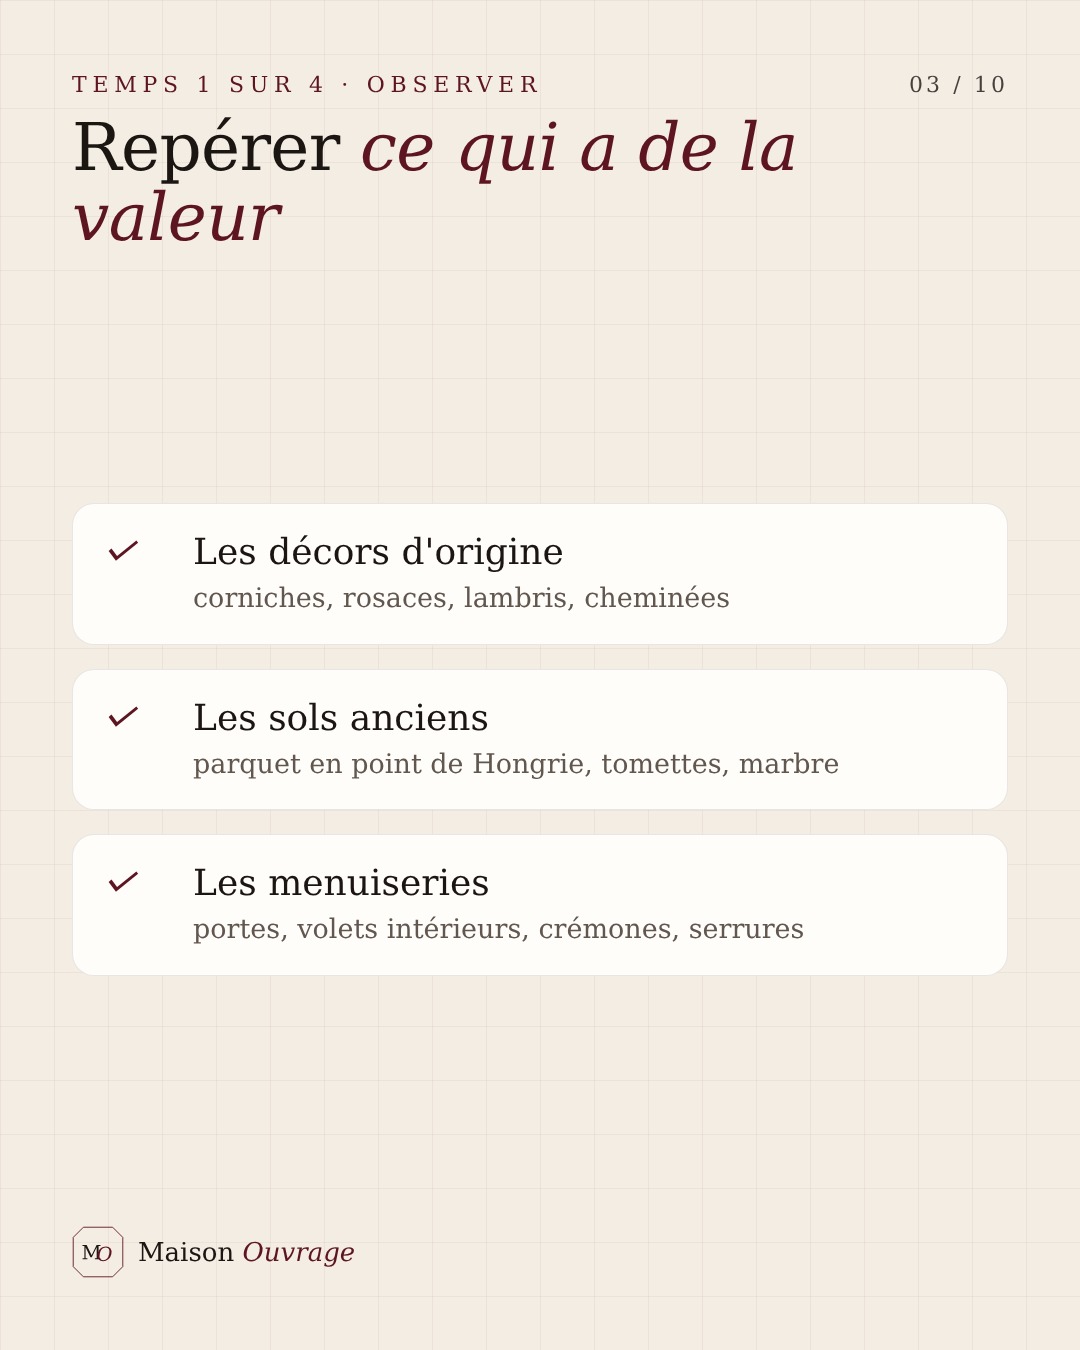 TEMPS 1 SUR 4 · OBSERVER
03 / 10
Repérer ce qui a de la
valeur
Les décors d'origine
corniches, rosaces, lambris, cheminées
Les sols anciens
parquet en point de Hongrie, tomettes, marbre
Les menuiseries
portes, volets intérieurs, crémones, serrures
MO
Maison Ouvrage